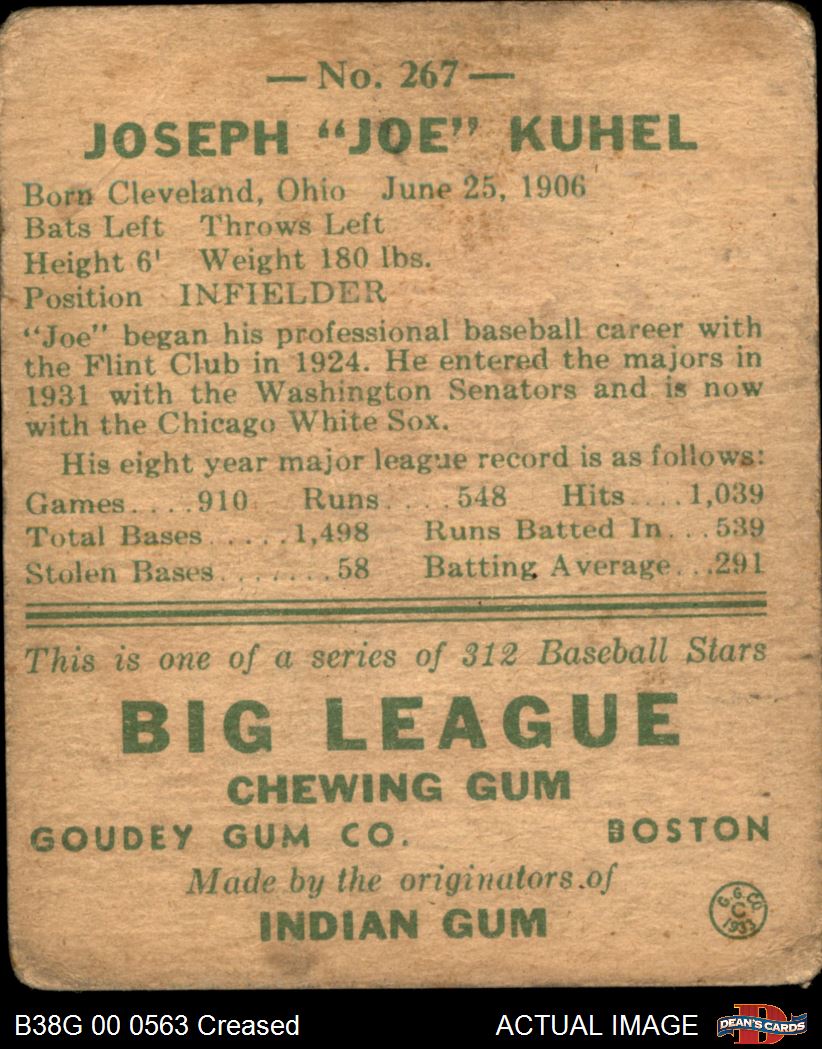 — No. 267 —
JOSEPH "JOE" KUHEL
Born Cleveland, Ohio June 25, 1906
Bats Left Throws Left
Height 6' Weight 180 lbs.
Position INFIELDER
"Joe" began his professional baseball career with
the Flint Club in 1924. He entered the majors in
1931 with the Washington Senators and is now
with the Chicago White Sox.
His eight year major league record is as follows:
Games....910 Runs....548 Hits....1,039
Total Bases......1,498 Runs Batted In...539
Stolen Bases.......58 Batting Average...291
This is one of a series of 312 Baseball Stars
BIG LEAGUE
CHEWING GUM
GOUDEY GUM CO. BOSTON
Made by the originators of
INDIAN GUM
G. G. CO
C
1933
B38G 00 0563 Creased ACTUAL IMAGE
D
DEAN'S CARDS